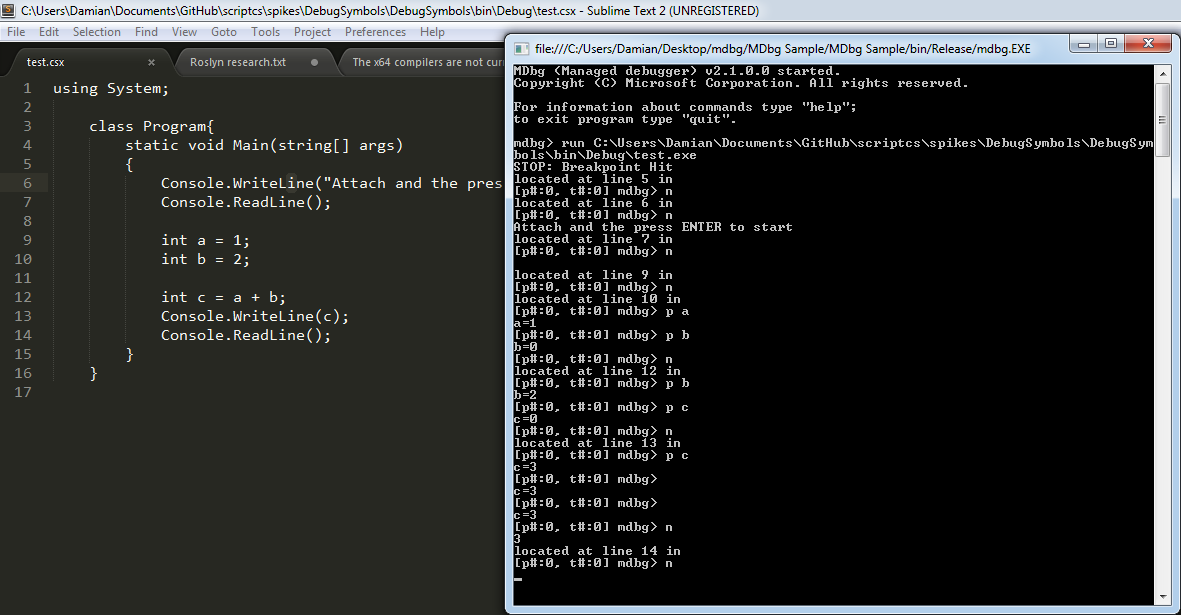 C:\Users\Damian\Documents\GitHub\scriptcs\spikes\DebugSymbols\DebugSymbols\bin\Debug\test.csx - Sublime Text 2 (UNREGISTERED)
File Edit Selection Find View Goto Tools Project Preferences Help
test.csx × Roslyn research.txt The x64 compilers are not cur
1 using System;
2
3 class Program{
4 static void Main(string[] args)
5 {
6 Console.WriteLine("Attach and the pres
7 Console.ReadLine();
8
9 int a = 1;
10 int b = 2;
11
12 int c = a + b;
13 Console.WriteLine(c);
14 Console.ReadLine();
15 }
16 }
17
file:///C:/Users/Damian/Desktop/mdbg/MDbg Sample/MDbg Sample/bin/Release/mdbg.EXE
MDbg (Managed debugger) v2.1.0.0 started.
Copyright (C) Microsoft Corporation. All rights reserved.
For information about commands type "help";
to exit program type "quit".
mdbg> run C:\Users\Damian\Documents\GitHub\scriptcs\spikes\DebugSymbols\DebugSym
bols\bin\Debug\test.exe
STOP: Breakpoint Hit
located at line 5 in
[p#:0, t#:0] mdbg> n
located at line 6 in
[p#:0, t#:0] mdbg> n
Attach and the press ENTER to start
located at line 7 in
[p#:0, t#:0] mdbg> n
located at line 9 in
[p#:0, t#:0] mdbg> n
located at line 10 in
[p#:0, t#:0] mdbg> p a
a=1
[p#:0, t#:0] mdbg> p b
b=0
[p#:0, t#:0] mdbg> n
located at line 12 in
[p#:0, t#:0] mdbg> p b
b=2
[p#:0, t#:0] mdbg> p c
c=0
[p#:0, t#:0] mdbg> n
located at line 13 in
[p#:0, t#:0] mdbg> p c
c=3
[p#:0, t#:0] mdbg>
c=3
[p#:0, t#:0] mdbg>
c=3
[p#:0, t#:0] mdbg> n
3
located at line 14 in
[p#:0, t#:0] mdbg> n